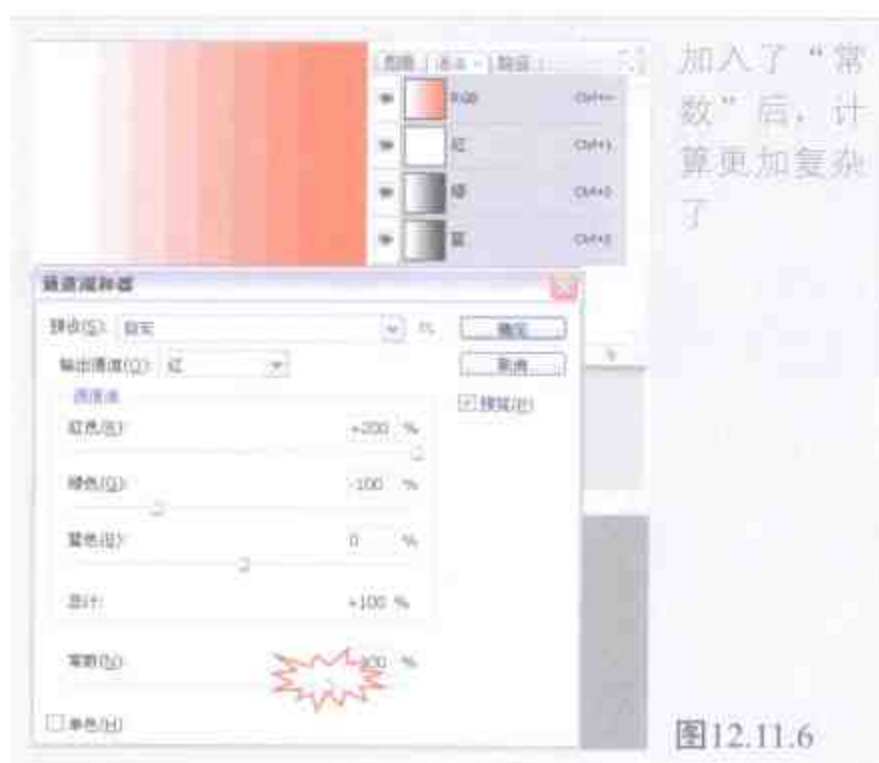 加入了“常
数”后，计
算更加复杂
了
图层 通道 路径
RGB Ctrl+~
红 Ctrl+1
绿 Ctrl+2
蓝 Ctrl+3
通道混和器
预设(S): 自定
确定
输出通道(O): 红
取消
源通道
预览(P)
红色(R): +200 %
绿色(G): -100 %
蓝色(B): 0 %
总计: +100 %
常数(N): %
单色(H)
图12.11.6